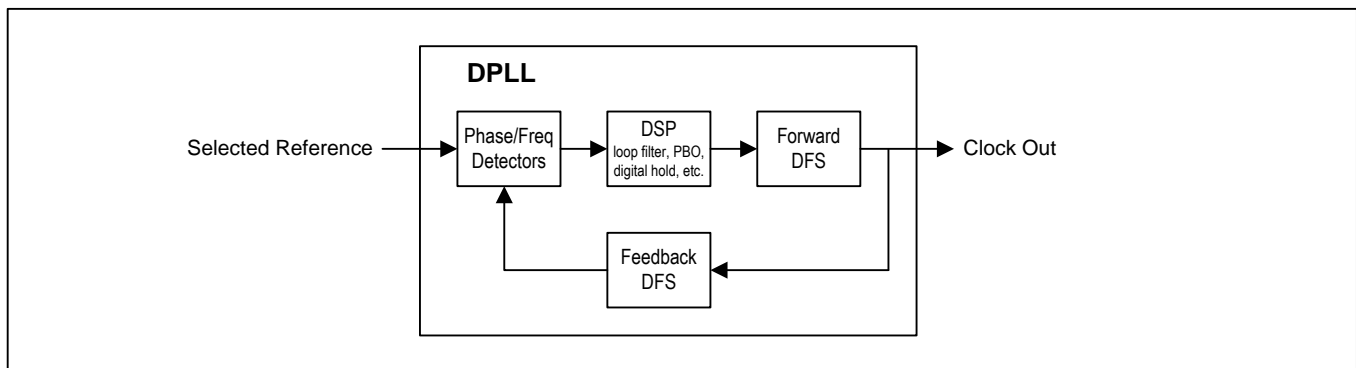 DPLL
Selected Reference
Phase/Freq
Detectors
DSP
loop filter, PBO,
digital hold, etc.
Forward
DFS
Clock Out
Feedback
DFS